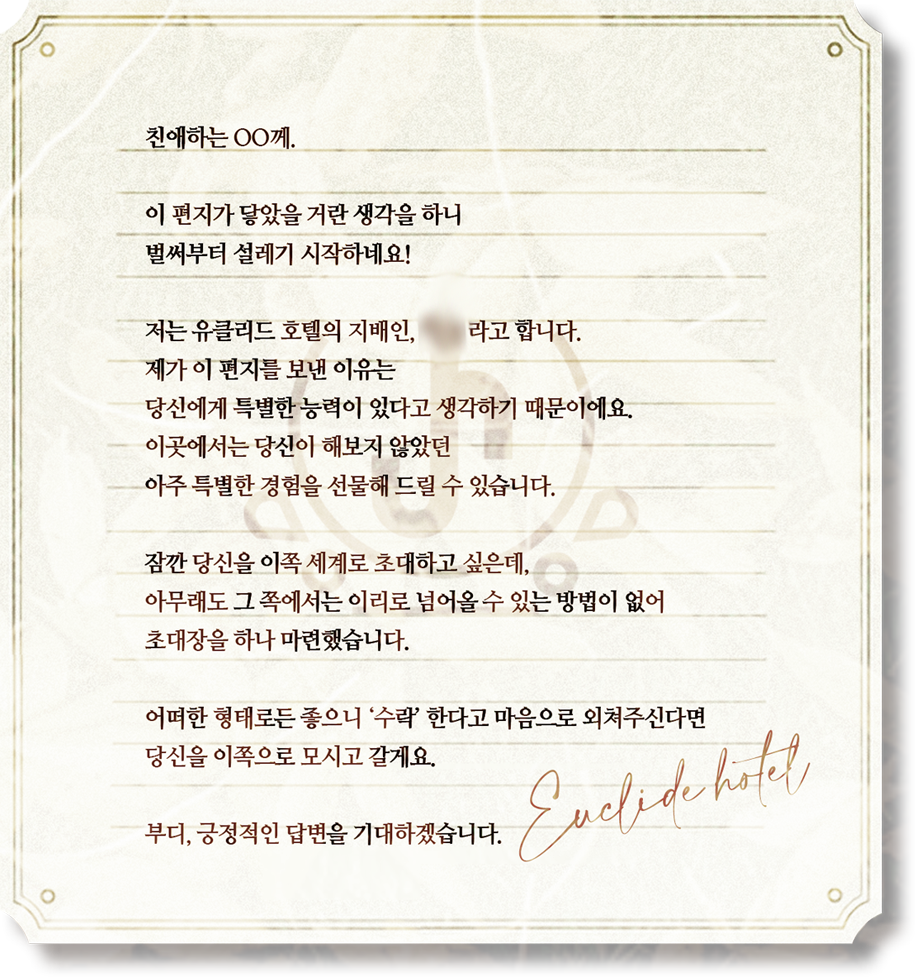 친애하는 OO께.
이 편지가 닿았을 거란 생각을 하니
벌써부터 설레기 시작하네요!
저는 유클리드 호텔의 지배인, 라고 합니다.
제가 이 편지를 보낸 이유는
당신에게 특별한 능력이 있다고 생각하기 때문이에요.
이곳에서는 당신이 해보지 않았던
아주 특별한 경험을 선물해 드릴 수 있습니다.
잠깐 당신을 이쪽 세계로 초대하고 싶은데,
아무래도 그 쪽에서는 이리로 넘어올 수 있는 방법이 없어
초대장을 하나 마련했습니다.
어떠한 형태로든 좋으니 ‘수락’ 한다고 마음으로 외쳐주신다면
당신을 이쪽으로 모시고 갈게요.
부디, 긍정적인 답변을 기대하겠습니다.
Euclide hotel